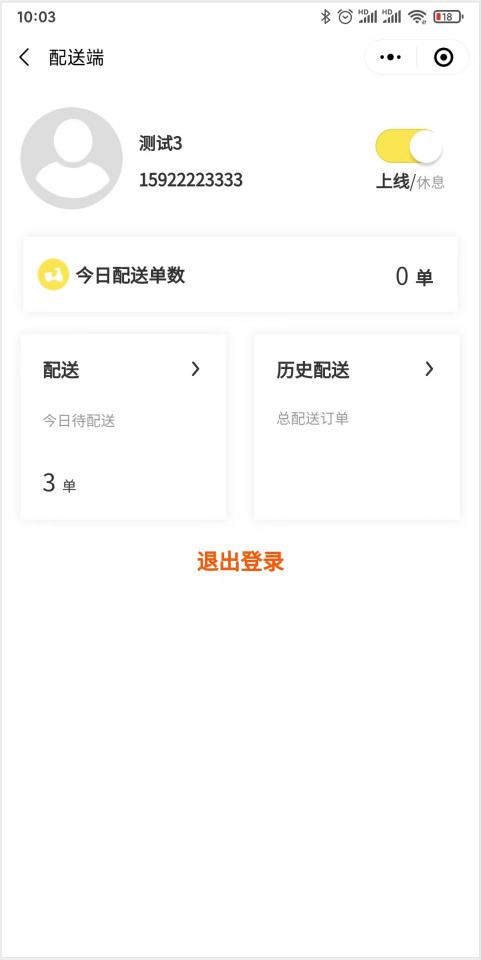 10:03 HD HD 18
配送端
测试3
15922223333
上线/休息
今日配送单数 0 单
配送 历史配送
今日待配送 总配送订单
3 单
退出登录